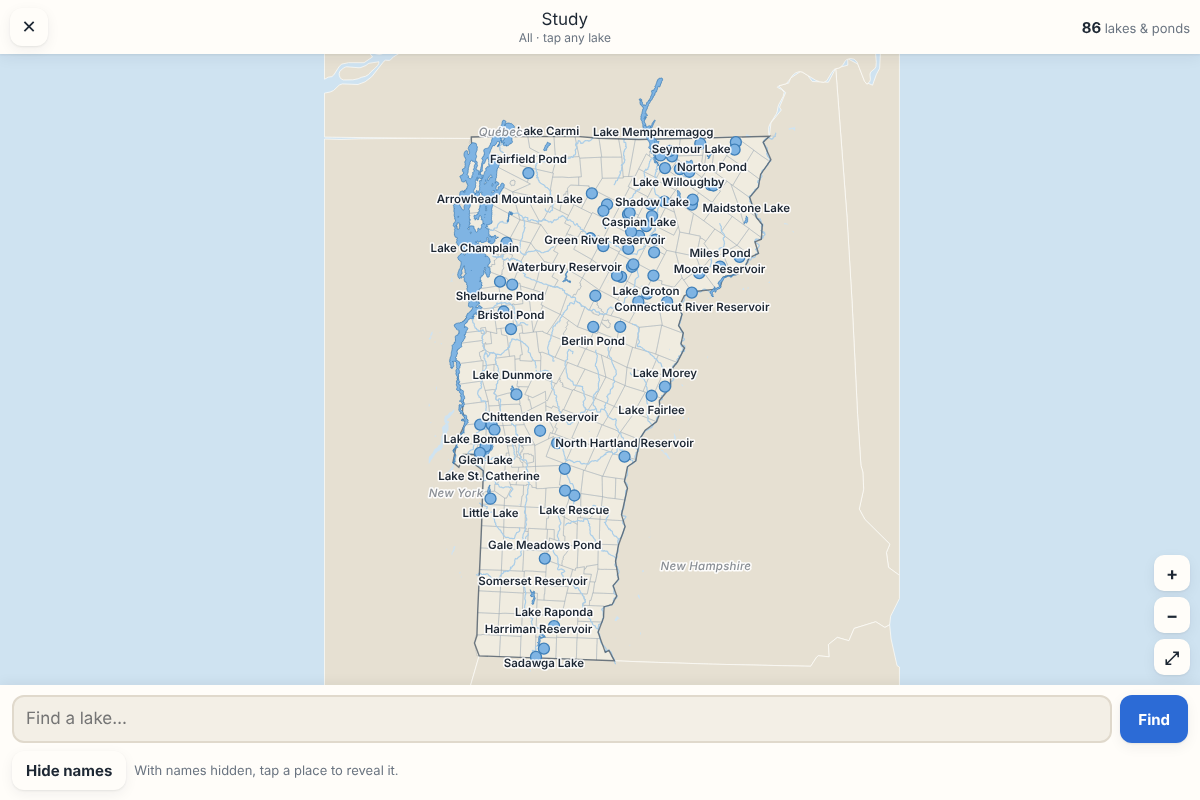 Study
All · tap any lake
86 lakes & ponds
Québec
Lake Carmi
Lake Memphremagog
Seymour Lake
Fairfield Pond
Norton Pond
Lake Willoughby
Arrowhead Mountain Lake
Shadow Lake
Maidstone Lake
Caspian Lake
Green River Reservoir
Lake Champlain
Miles Pond
Waterbury Reservoir
Moore Reservoir
Shelburne Pond
Lake Groton
Connecticut River Reservoir
Bristol Pond
Berlin Pond
Lake Dunmore
Lake Morey
Lake Fairlee
Chittenden Reservoir
Lake Bomoseen
North Hartland Reservoir
Glen Lake
Lake St. Catherine
New York
Little Lake
Lake Rescue
Gale Meadows Pond
New Hampshire
Somerset Reservoir
Lake Raponda
Harriman Reservoir
Sadawga Lake
Find a lake...
Find
Hide names
With names hidden, tap a place to reveal it.